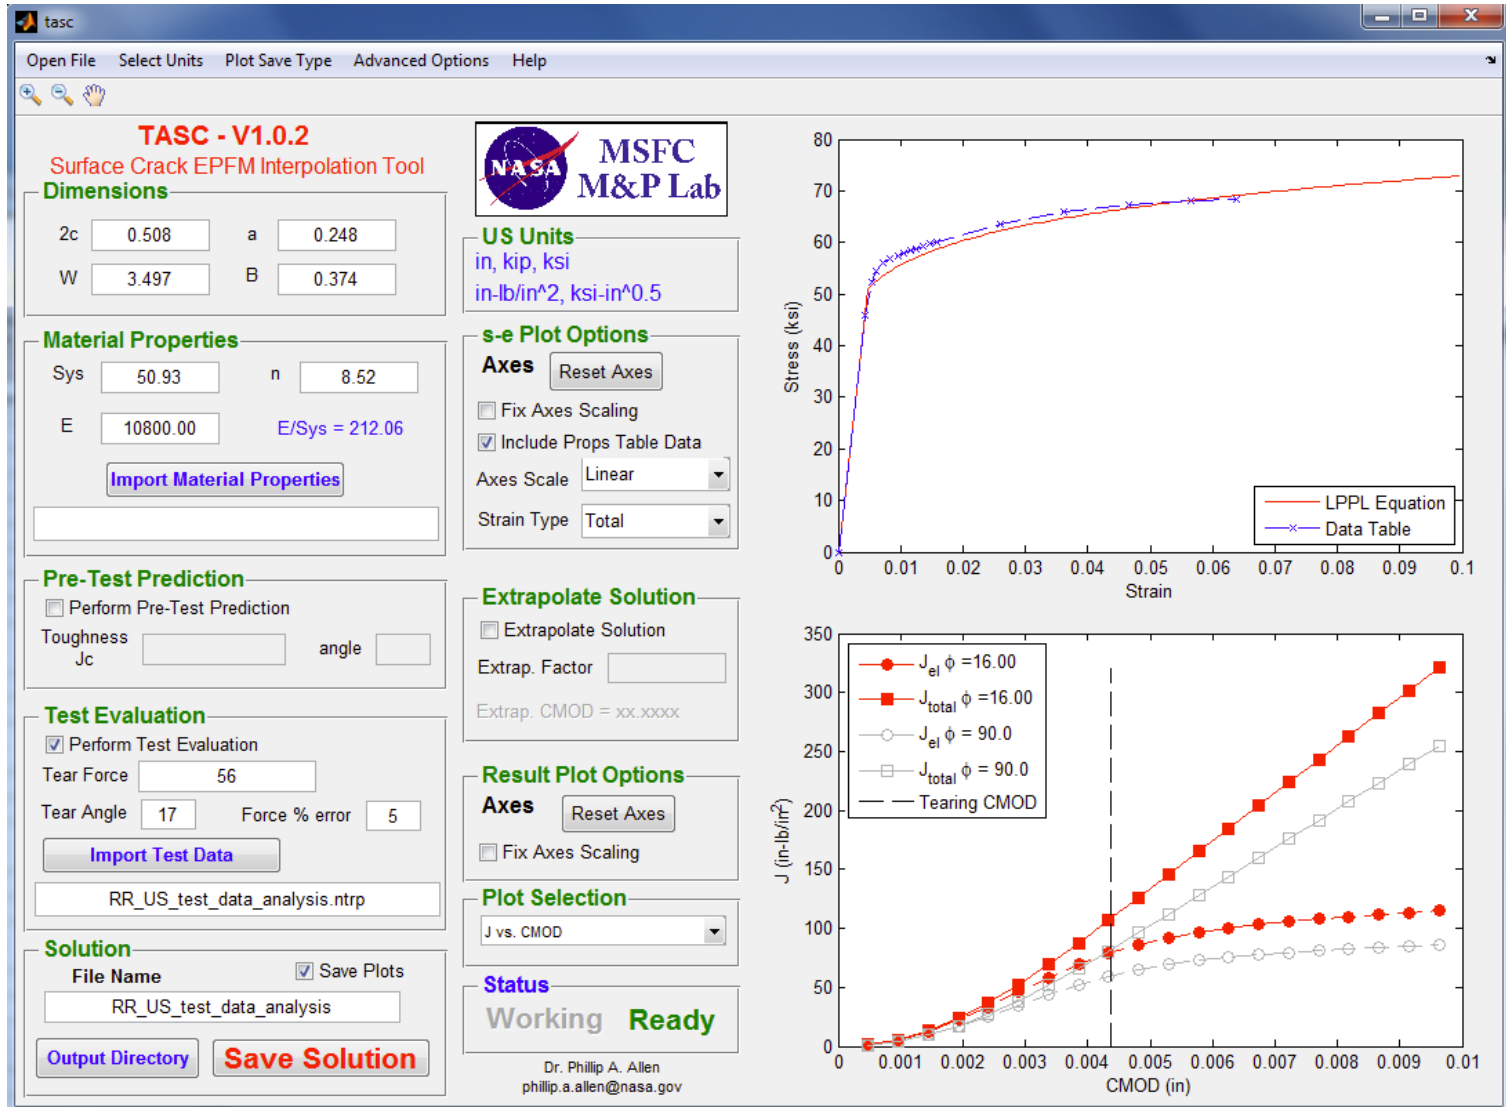 tasc
Open File Select Units Plot Save Type Advanced Options Help
TASC - V1.0.2
Surface Crack EPFM Interpolation Tool
Dimensions
2c 0.508 a 0.248
W 3.497 B 0.374
Material Properties
Sys 50.93 n 8.52
E 10800.00 E/Sys = 212.06
Import Material Properties
Pre-Test Prediction
Perform Pre-Test Prediction
Toughness
Jc
angle
Test Evaluation
Perform Test Evaluation
Tear Force 56
Tear Angle 17 Force % error 5
Import Test Data
RR_US_test_data_analysis.ntrp
Solution
File Name Save Plots
RR_US_test_data_analysis
Output Directory Save Solution
NASA
MSFC
M&P Lab
US Units
in, kip, ksi
in-lb/in^2, ksi-in^0.5
s-e Plot Options
Axes Reset Axes
Fix Axes Scaling
Include Props Table Data
Axes Scale Linear
Strain Type Total
Extrapolate Solution
Extrapolate Solution
Extrap. Factor
Extrap. CMOD = xx.xxxx
Result Plot Options
Axes Reset Axes
Fix Axes Scaling
Plot Selection
J vs. CMOD
Status
Working Ready
Dr. Phillip A. Allen
phillip.a.allen@nasa.gov
80
70
60
50
40
30
20
10
0
Stress (ksi)
LPPL Equation
Data Table
0 0.01 0.02 0.03 0.04 0.05 0.06 0.07 0.08 0.09 0.1
Strain
350
300
250
200
150
100
50
0
J (in-lb/in²)
J_el ϕ =16.00
J_total ϕ =16.00
J_el ϕ = 90.0
J_total ϕ = 90.0
Tearing CMOD
0 0.001 0.002 0.003 0.004 0.005 0.006 0.007 0.008 0.009 0.01
CMOD (in)